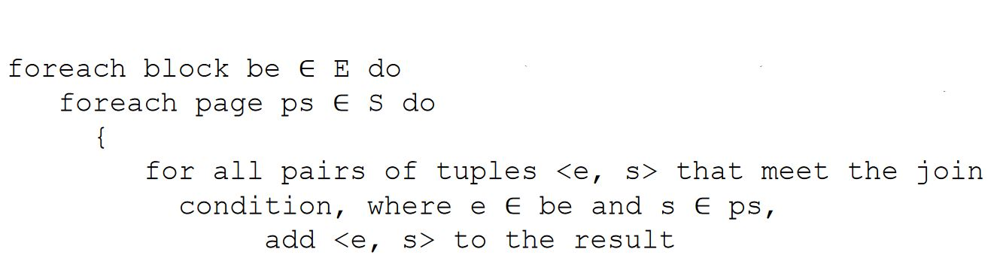 foreach block be ∈ E do
foreach page ps ∈ S do
{
for all pairs of tuples <e, s> that meet the join
condition, where e ∈ be and s ∈ ps,
add <e, s> to the result